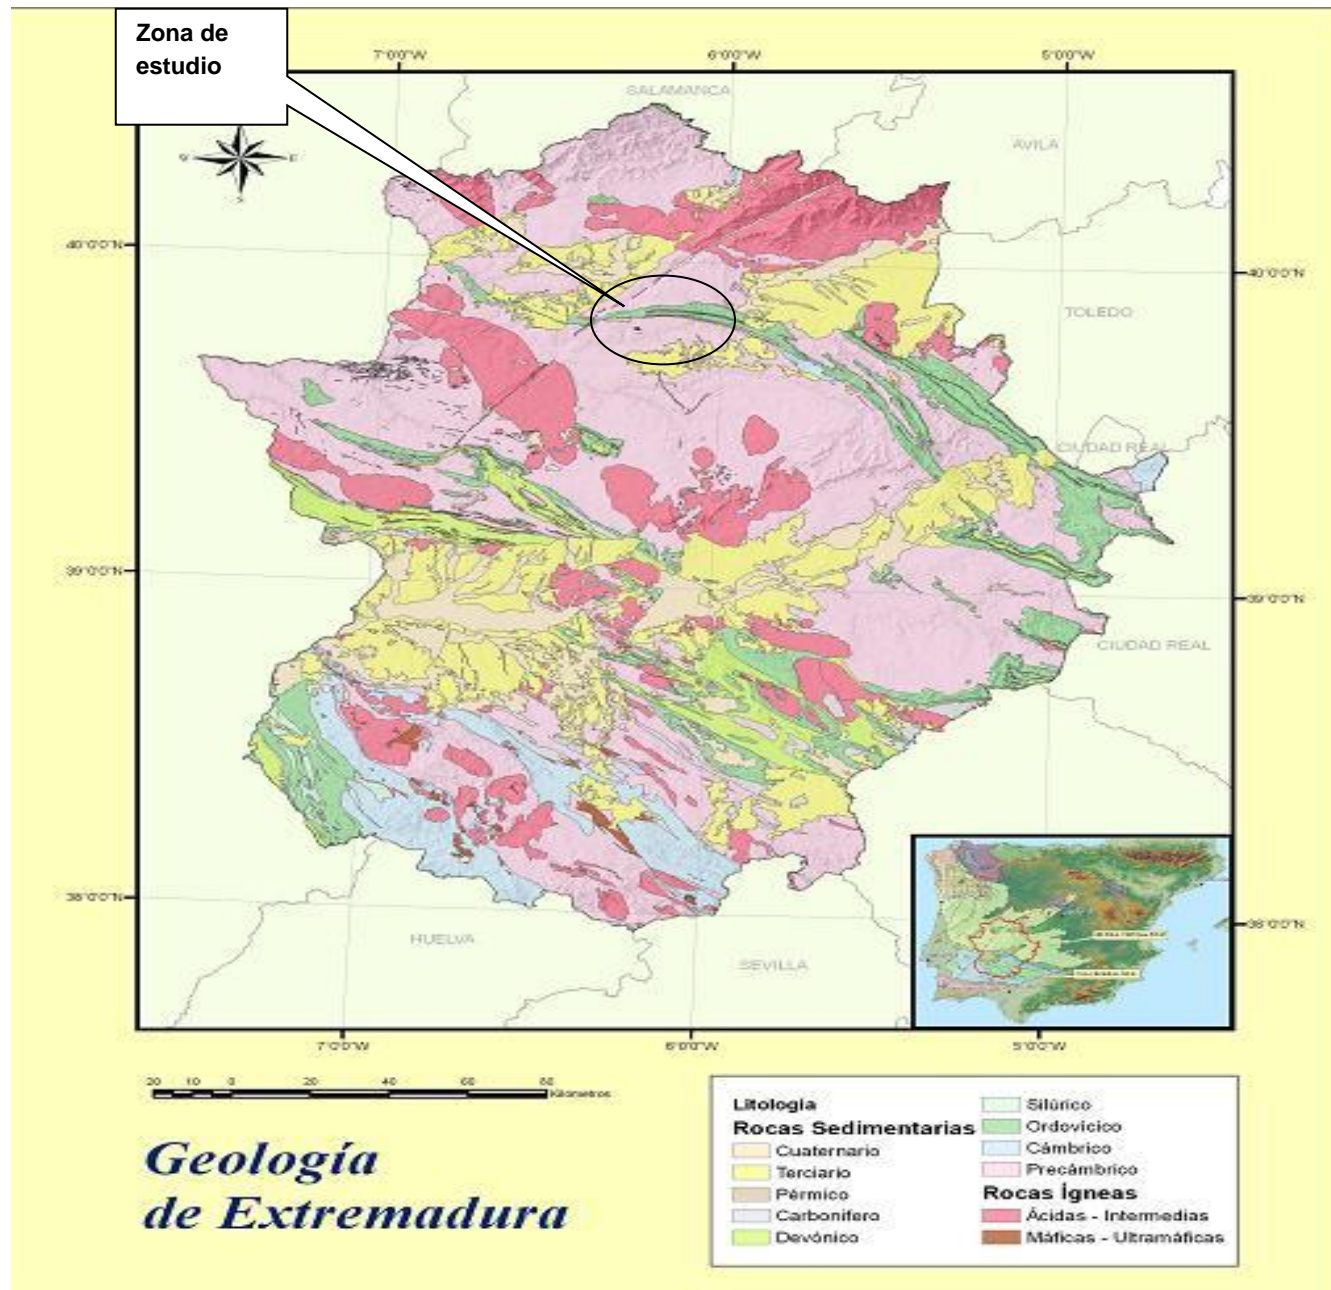 Zona de
estudio
7°0'0"W
6°0'0"W
5°0'0"W
SALAMANCA
ÁVILA
40°0'0"N
40°0'0"N
TOLEDO
CIUDAD REAL
39°0'0"N
39°0'0"N
CIUDAD REAL
38°0'0"N
38°0'0"N
HUELVA
SEVILLA
7°0'0"W
6°0'0"W
5°0'0"W
20 10 0 20 40 60 80
Kilometros
Geología
de Extremadura
Litología
Rocas Sedimentarias
Cuaternario
Terciario
Pérmico
Carbonífero
Devónico
Silúrico
Ordovícico
Cámbrico
Precámbrico
Rocas Ígneas
Ácidas - Intermedias
Máficas - Ultramáficas